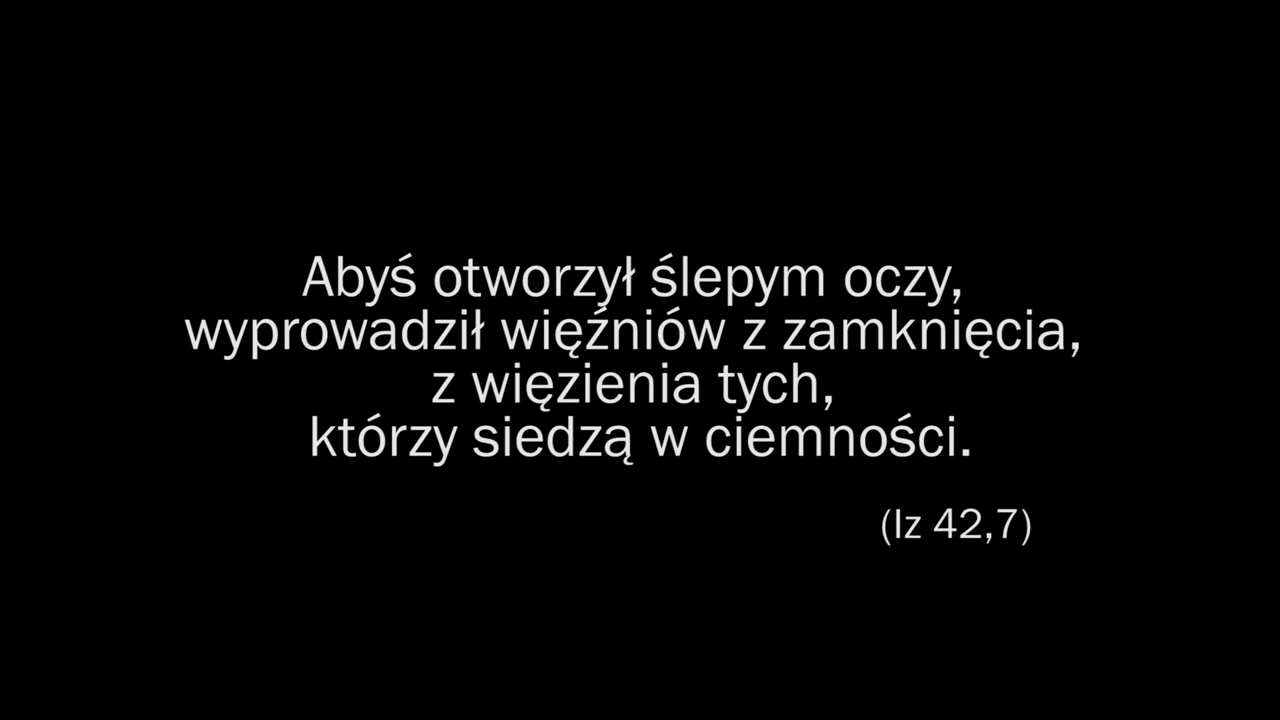 Abyś otworzył ślepym oczy,
wyprowadził więźniów z zamknięcia,
z więzienia tych,
którzy siedzą w ciemności.
(Iz 42,7)